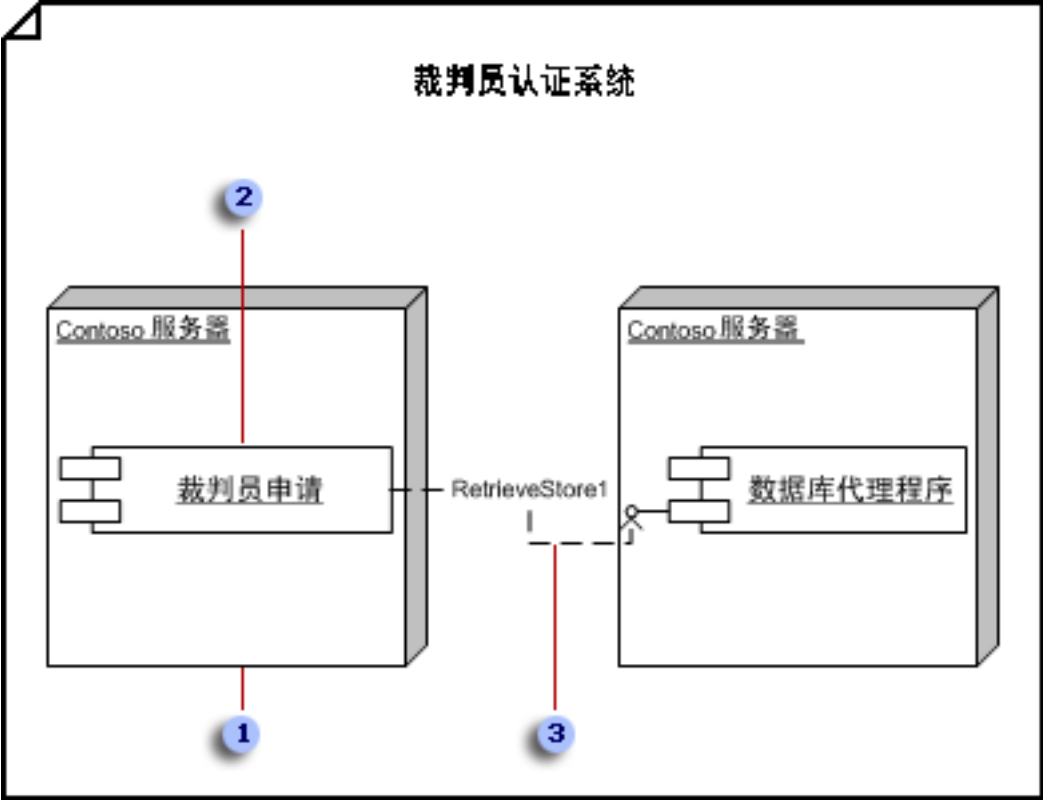 裁判员认证系统
2
Contoso 服务器
Contoso 服务器
裁判员申请
RetrieveStore1
数据库代理程序
1
3